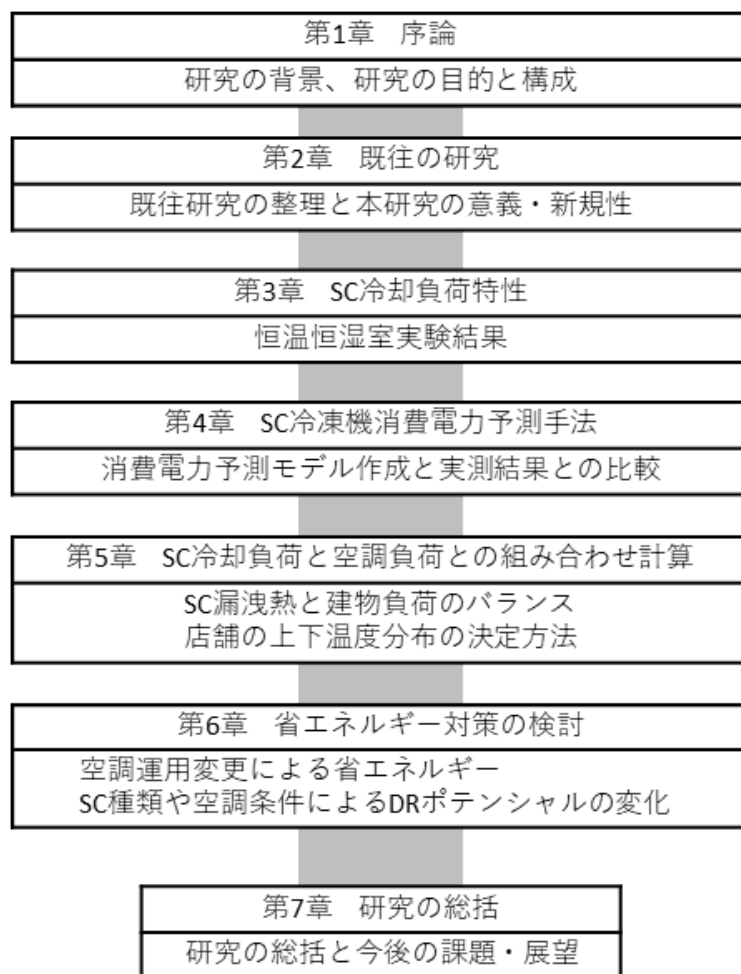 第1章　序論
研究の背景、研究の目的と構成
第2章　既往の研究
既往研究の整理と本研究の意義・新規性
第3章　SC冷却負荷特性
恒温恒湿室実験結果
第4章　SC冷凍機消費電力予測手法
消費電力予測モデル作成と実測結果との比較
第5章　SC冷却負荷と空調負荷との組み合わせ計算
SC漏洩熱と建物負荷のバランス
店舗の上下温度分布の決定方法
第6章　省エネルギー対策の検討
空調運用変更による省エネルギー
SC種類や空調条件によるDRポテンシャルの変化
第7章　研究の総括
研究の総括と今後の課題・展望